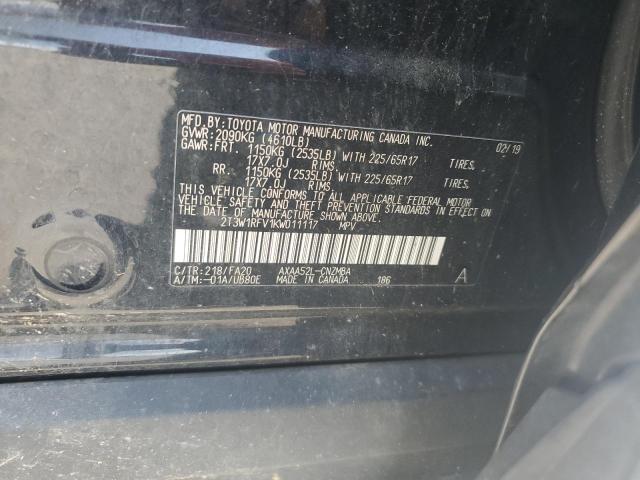 MFD.BY:TOYOTA MOTOR MANUFACTURING CANADA INC. 02/19
GVWR:2090KG (4610LB)
GAWR:FRT. 1150KG (2535LB) WITH 225/65R17 TIRES.
17X7.0J RIMS.
RR. 1150KG (2535LB) WITH 225/65R17 TIRES.
17X7.0J RIMS.
THIS VEHICLE CONFORMS TO ALL APPLICABLE FEDERAL MOTOR
VEHICLE SAFETY AND THEFT PREVENTION STANDARDS IN EFFECT ON
THE DATE OF MANUFACTURE SHOWN ABOVE.
2T3W1RFV1KW011117 MPV
C/TR:218/FA20 AXAA52L-CNZMBA A
A/TM:-01A/UB80E MADE IN CANADA 186